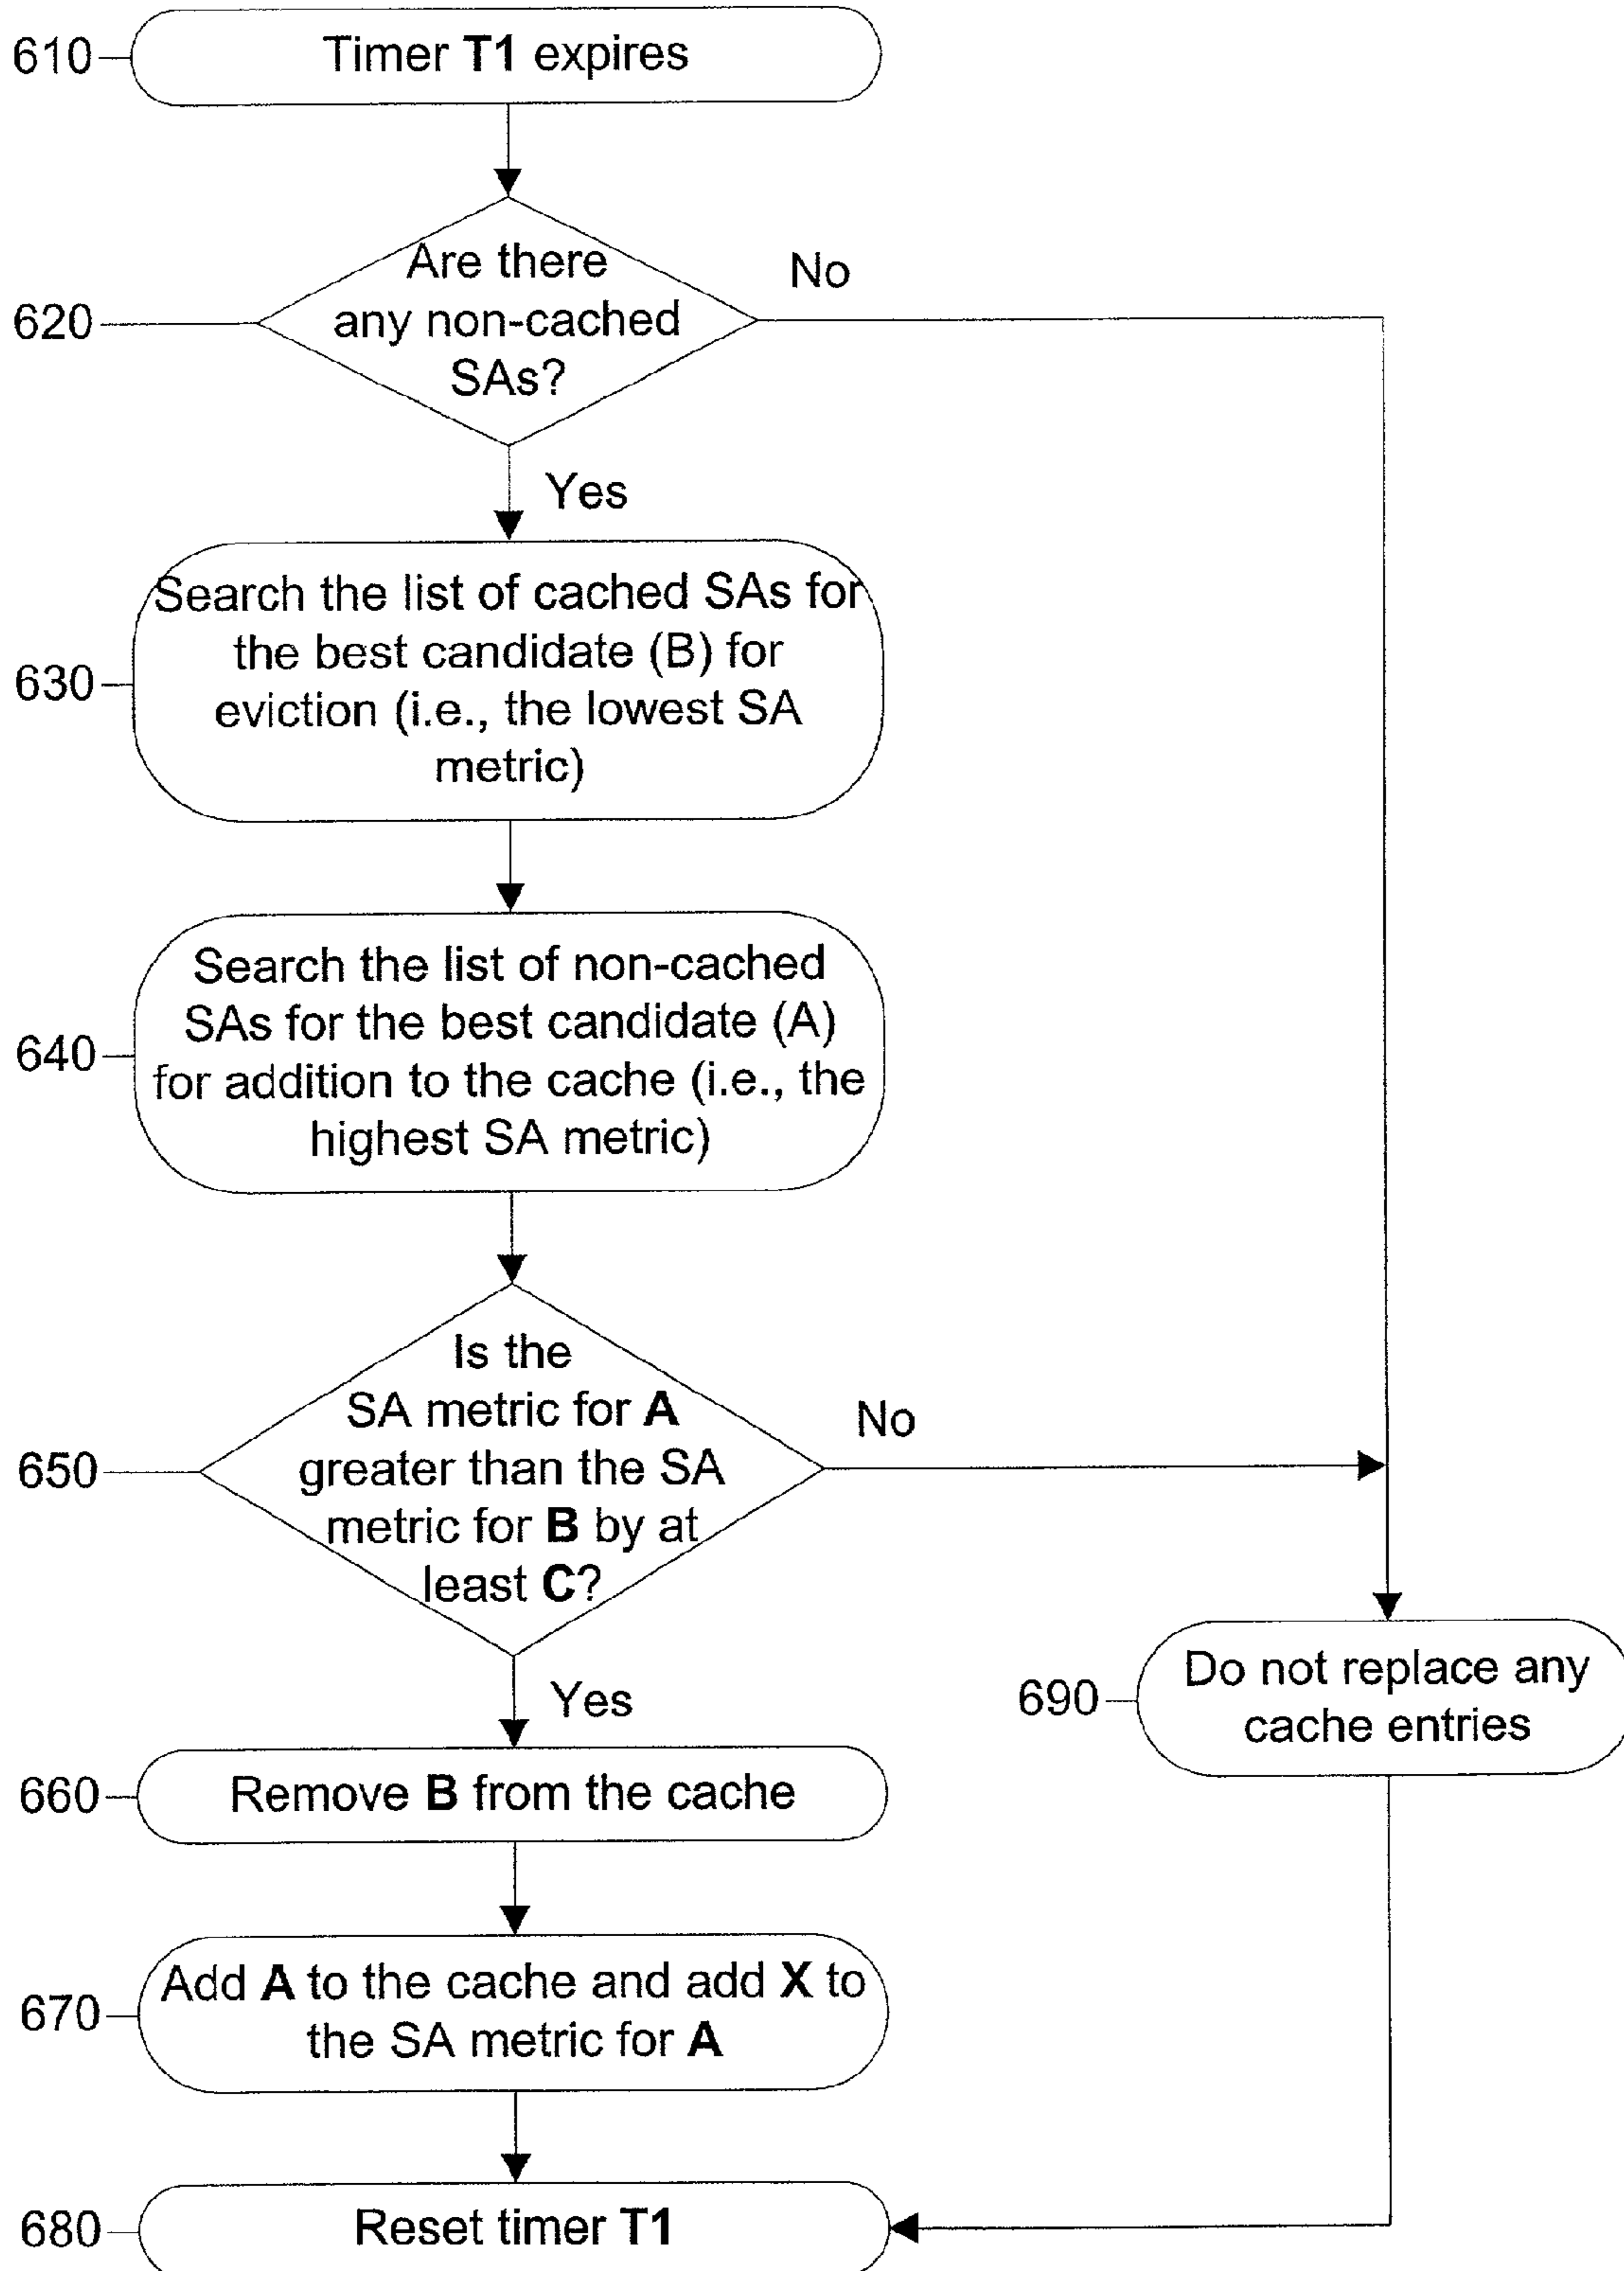 610
Timer T1 expires
Are there
any non-cached
SAs?
620
No
Yes
Search the list of cached SAs for
the best candidate (B) for
eviction (i.e., the lowest SA
metric)
630
Search the list of non-cached
SAs for the best candidate (A)
for addition to the cache (i.e., the
highest SA metric)
640
Is the
SA metric for A
greater than the SA
metric for B by at
least C?
650
No
Yes
690
Do not replace any
cache entries
660
Remove B from the cache
670
Add A to the cache and add X to
the SA metric for A
680
Reset timer T1